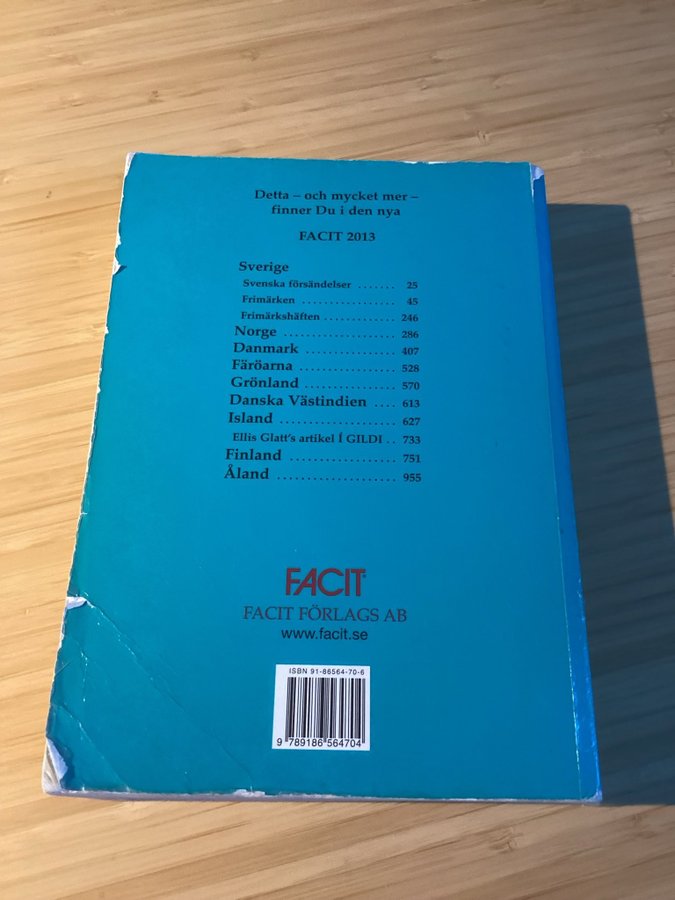 Detta – och mycket mer –
finner Du i den nya
FACIT 2013
Sverige
Svenska försändelser ....... 25
Frimärken .................. 45
Frimärkshäften ............. 246
Norge ...................... 286
Danmark .................... 407
Färöarna ................... 528
Grönland ................... 570
Danska Västindien .... 613
Island ..................... 627
Ellis Glatt's artikel Í GILDI .. 733
Finland .................... 751
Åland ...................... 955
FACIT®
FACIT FÖRLAGS AB
www.facit.se
ISBN 91-86564-70-6
9 789186 564704